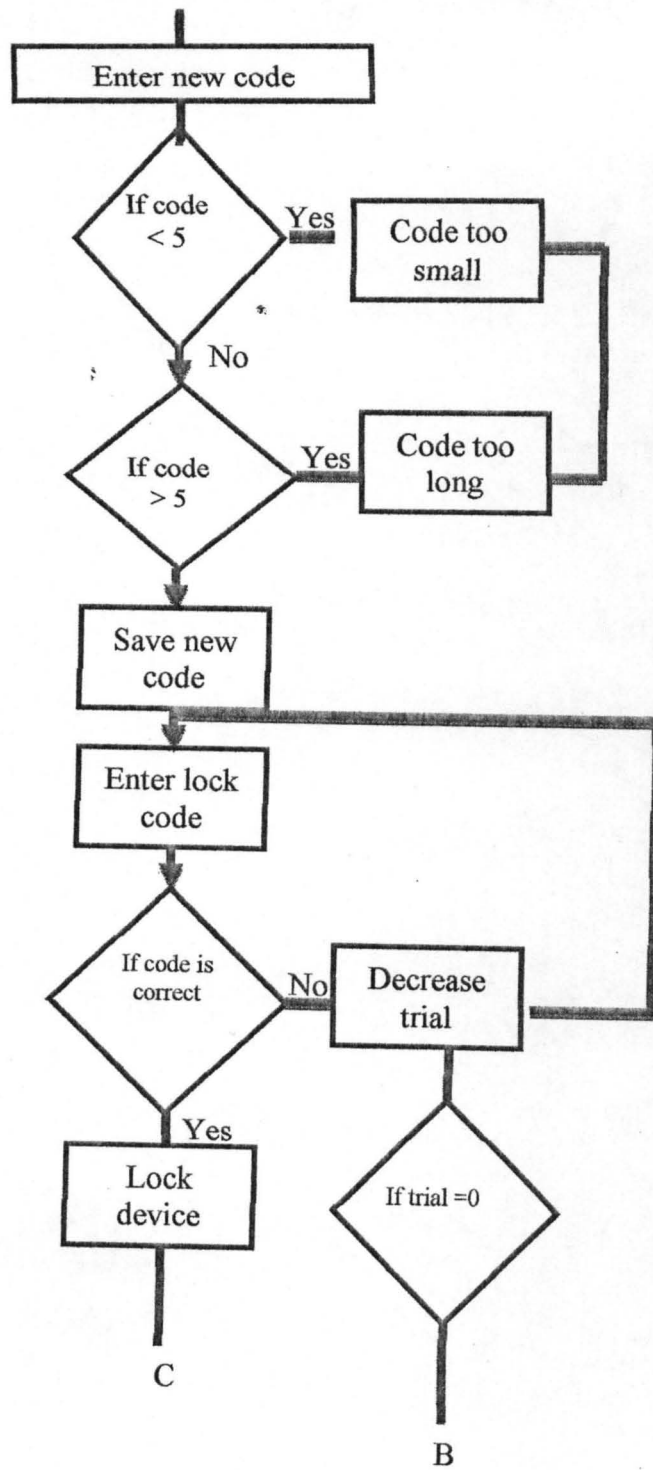 Enter new code
If code
< 5
Yes
Code too
small
No
If code
> 5
Yes
Code too
long
Save new
code
Enter lock
code
If code is
correct
No
Decrease
trial
Yes
Lock
device
If trial =0
C
B